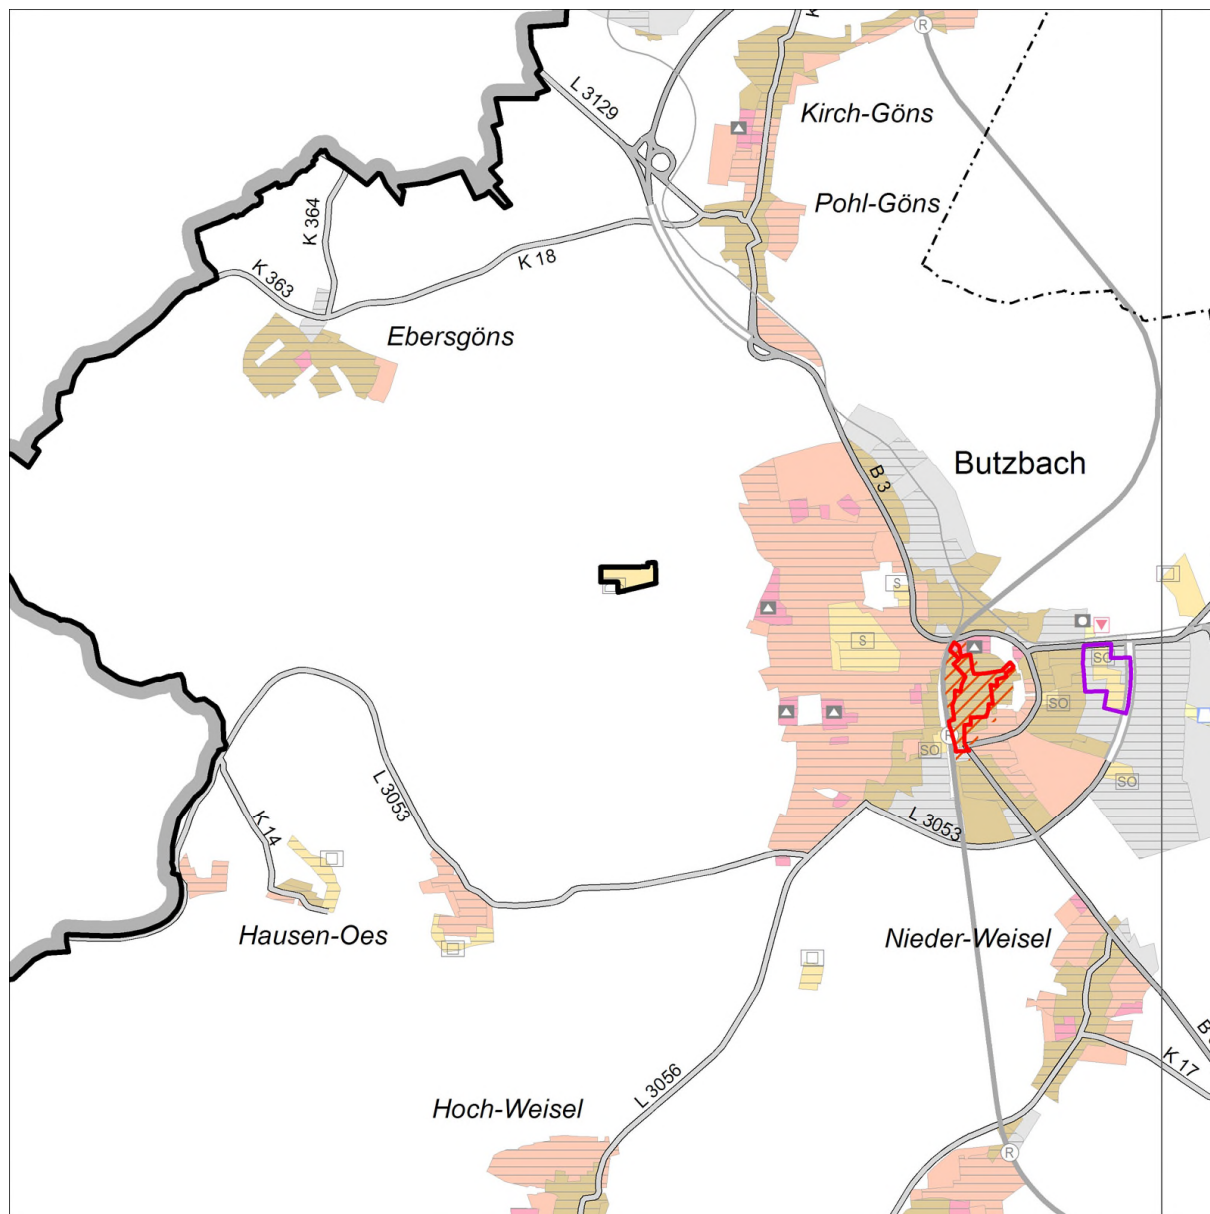 R
L 3129
Kirch-Göns
Pohl-Göns
K 364
K 18
K 363
Ebersgöns
Butzbach
B 3
S
S
SO
SO
R
SO
SO
L 3053
L 3053
K 14
Hausen-Oes
Nieder-Weisel
K 17
L 3056
Hoch-Weisel
R